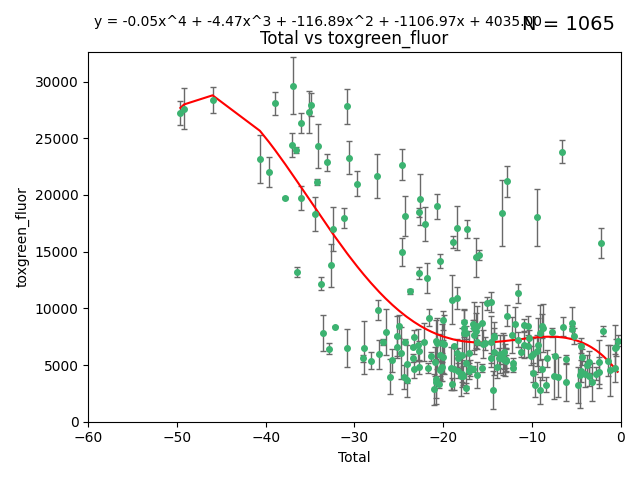 y = -0.05x^4 + -4.47x^3 + -116.89x^2 + -1106.97x + 4035.00
N = 1065
Total vs toxgreen_fluor
30000
25000
20000
15000
10000
5000
0
toxgreen_fluor
−60 −50 −40 −30 −20 −10 0
Total